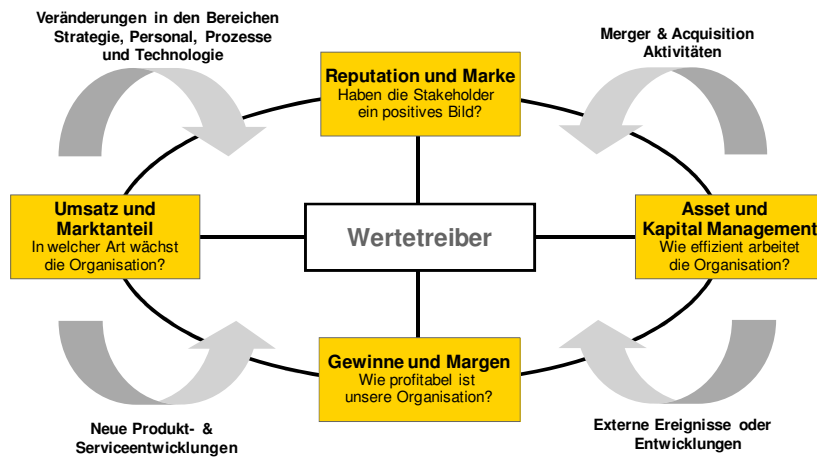 Veränderungen in den Bereichen
Strategie, Personal, Prozesse
und Technologie
Merger & Acquisition
Aktivitäten
Reputation und Marke
Haben die Stakeholder
ein positives Bild?
Umsatz und
Marktanteil
In welcher Art wächst
die Organisation?
Wertetreiber
Asset und
Kapital Management
Wie effizient arbeitet
die Organisation?
Gewinne und Margen
Wie profitabel ist
unsere Organisation?
Neue Produkt- &
Serviceentwicklungen
Externe Ereignisse oder
Entwicklungen